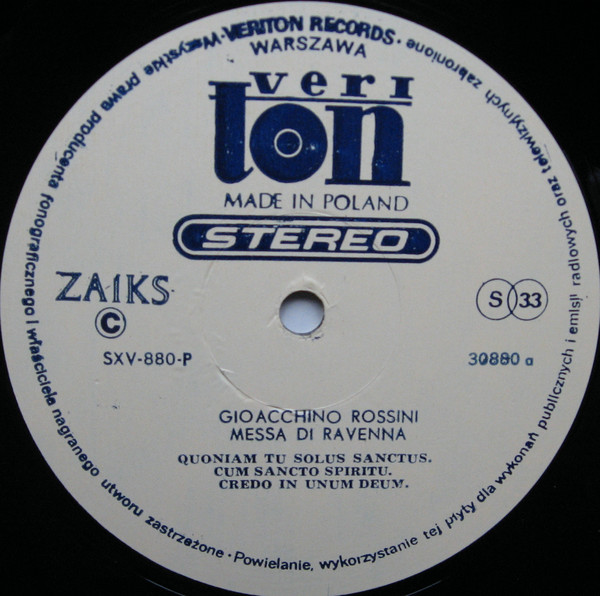 · VERITON RECORDS ·
WARSZAWA
veri
ton
MADE IN POLAND
STEREO
ZAIKS
©
SXV-880-P
S 33
30880 a
GIOACCHINO ROSSINI
MESSA DI RAVENNA
QUONIAM TU SOLUS SANCTUS.
CUM SANCTO SPIRITU.
CREDO IN UNUM DEUM.
Wszystkie prawa producenta fonograficznego i właściciela nagranego utworu zastrzeżone · Powielanie, wykorzystanie tej płyty dla wykonań publicznych i emisji radiowych oraz telewizyjnych zabronione